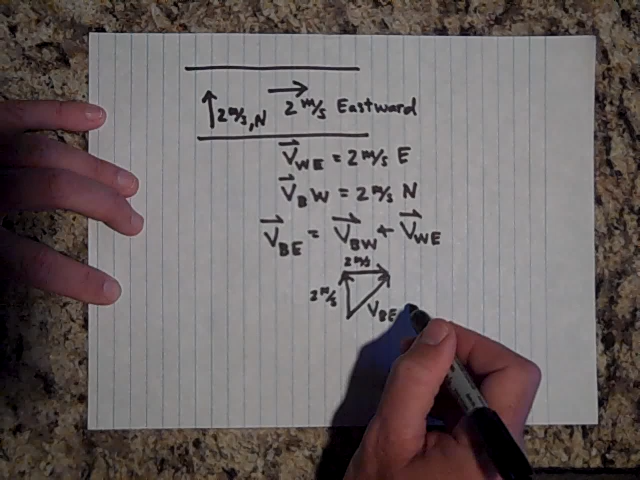 2 m/s, N 2 m/s Eastward
V⃗WE = 2 m/s E
V⃗BW = 2 m/s N
V⃗BE = V⃗BW + V⃗WE
2 m/s
2 m/s
VBE